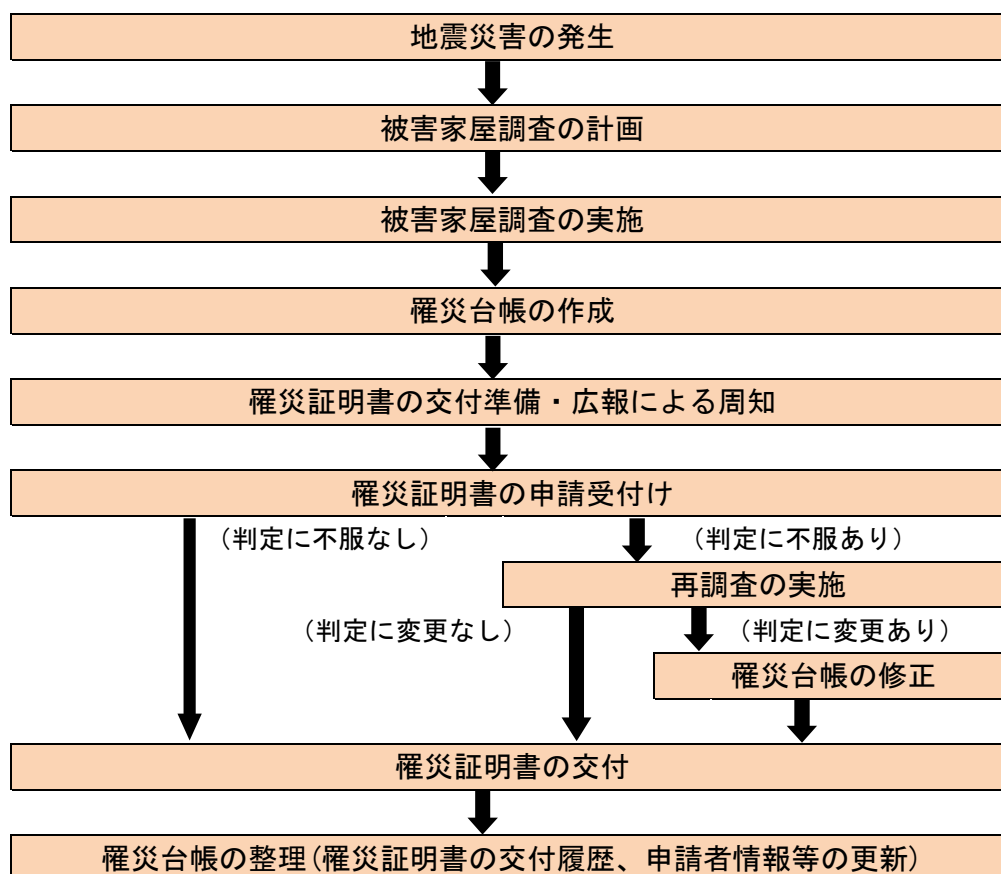 地震災害の発生
被害家屋調査の計画
被害家屋調査の実施
罹災台帳の作成
罹災証明書の交付準備・広報による周知
罹災証明書の申請受付け
（判定に不服なし）
（判定に不服あり）
再調査の実施
（判定に変更なし）
（判定に変更あり）
罹災台帳の修正
罹災証明書の交付
罹災台帳の整理(罹災証明書の交付履歴、申請者情報等の更新)